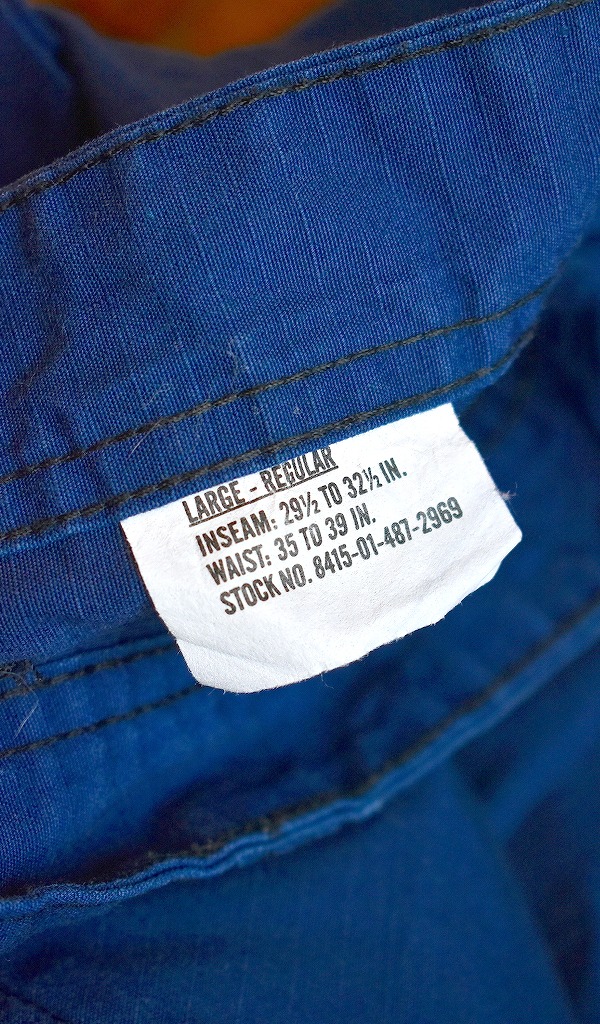 LARGE - REGULAR
INSEAM: 29½ TO 32½ IN.
WAIST: 35 TO 39 IN.
STOCK NO. 8415-01-487-2969